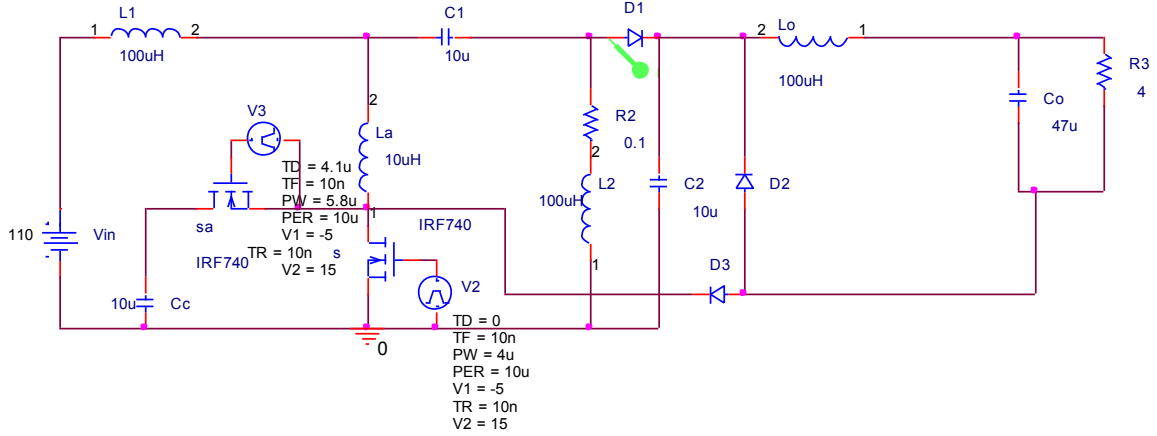 L1
1
2
100uH
C1
10u
D1
Lo
2
1
100uH
R3
4
Co
47u
V3
2
La
10uH
1
R2
0.1
2
L2
100uH
1
C2
10u
D2
TD = 4.1u
TF = 10n
PW = 5.8u
PER = 10u
V1 = -5
TR = 10n
V2 = 15
110
Vin
sa
IRF740
s
IRF740
D3
10u
Cc
V2
0
TD = 0
TF = 10n
PW = 4u
PER = 10u
V1 = -5
TR = 10n
V2 = 15